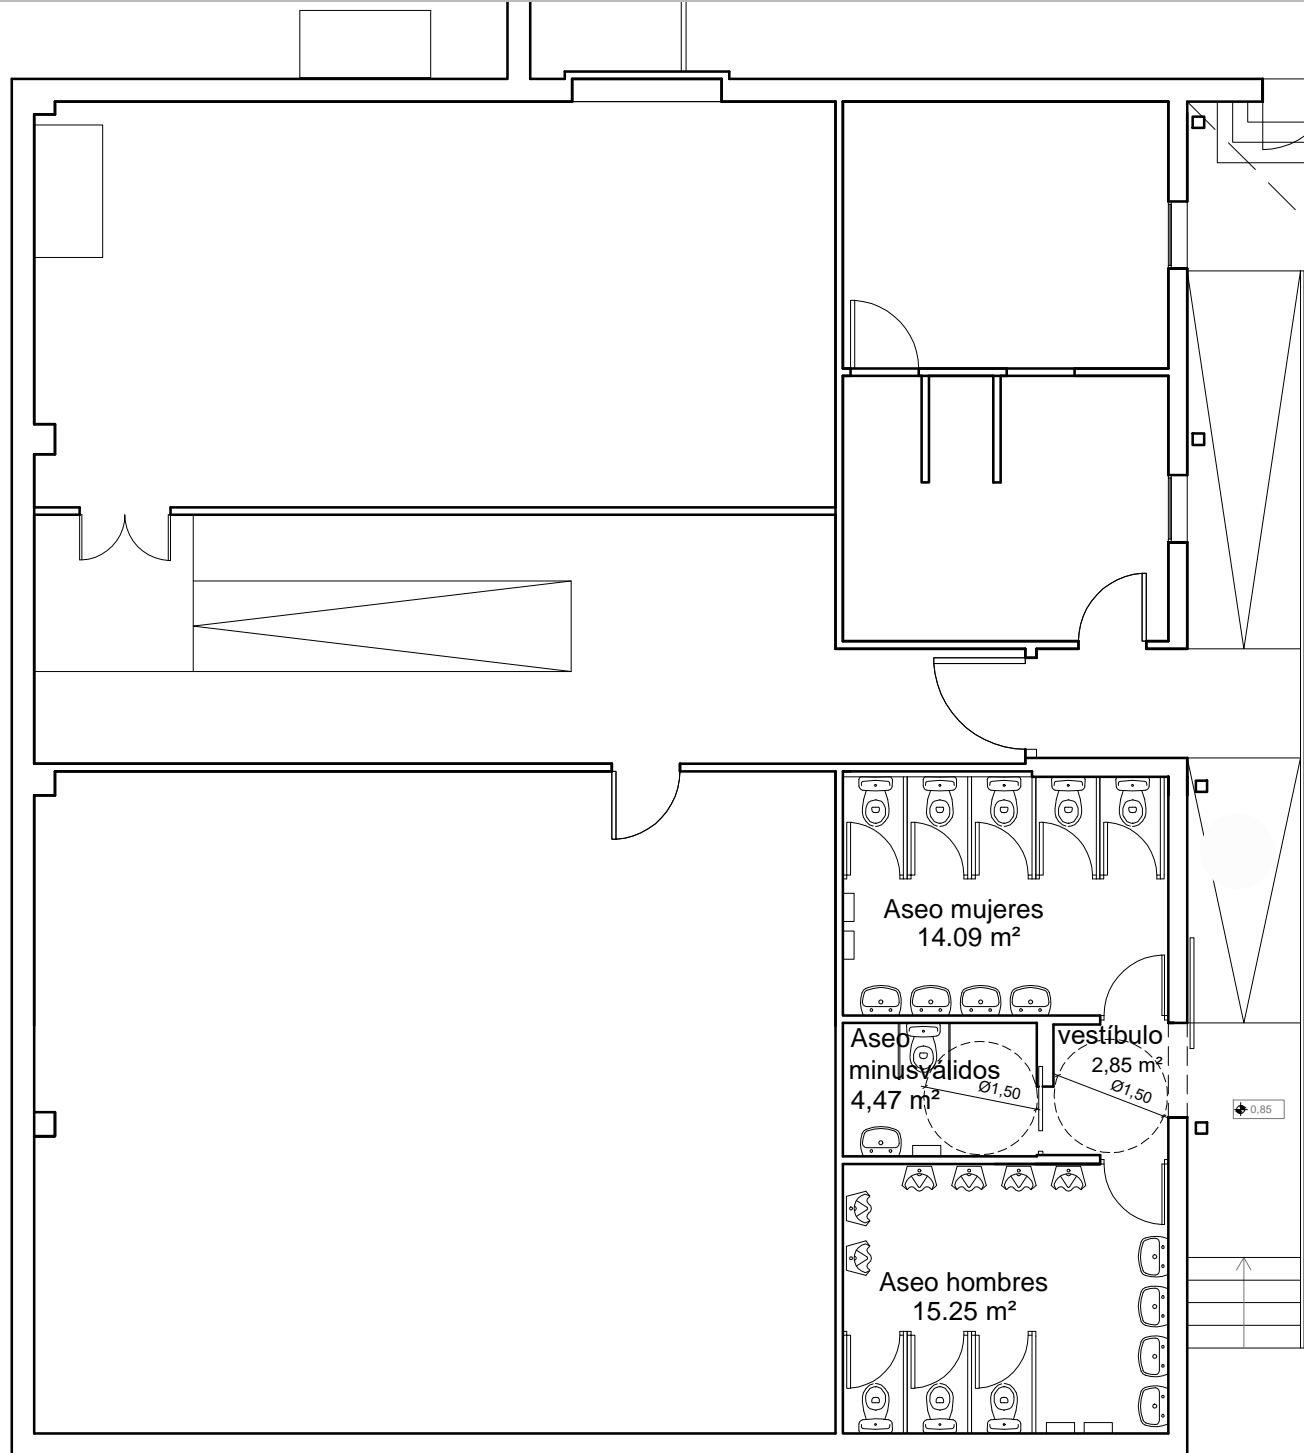 Aseo mujeres
14.09 m²
Aseo
minusválidos
4,47 m²
Ø1,50
vestíbulo
2,85 m²
Ø1,50
0,85
Aseo hombres
15.25 m²